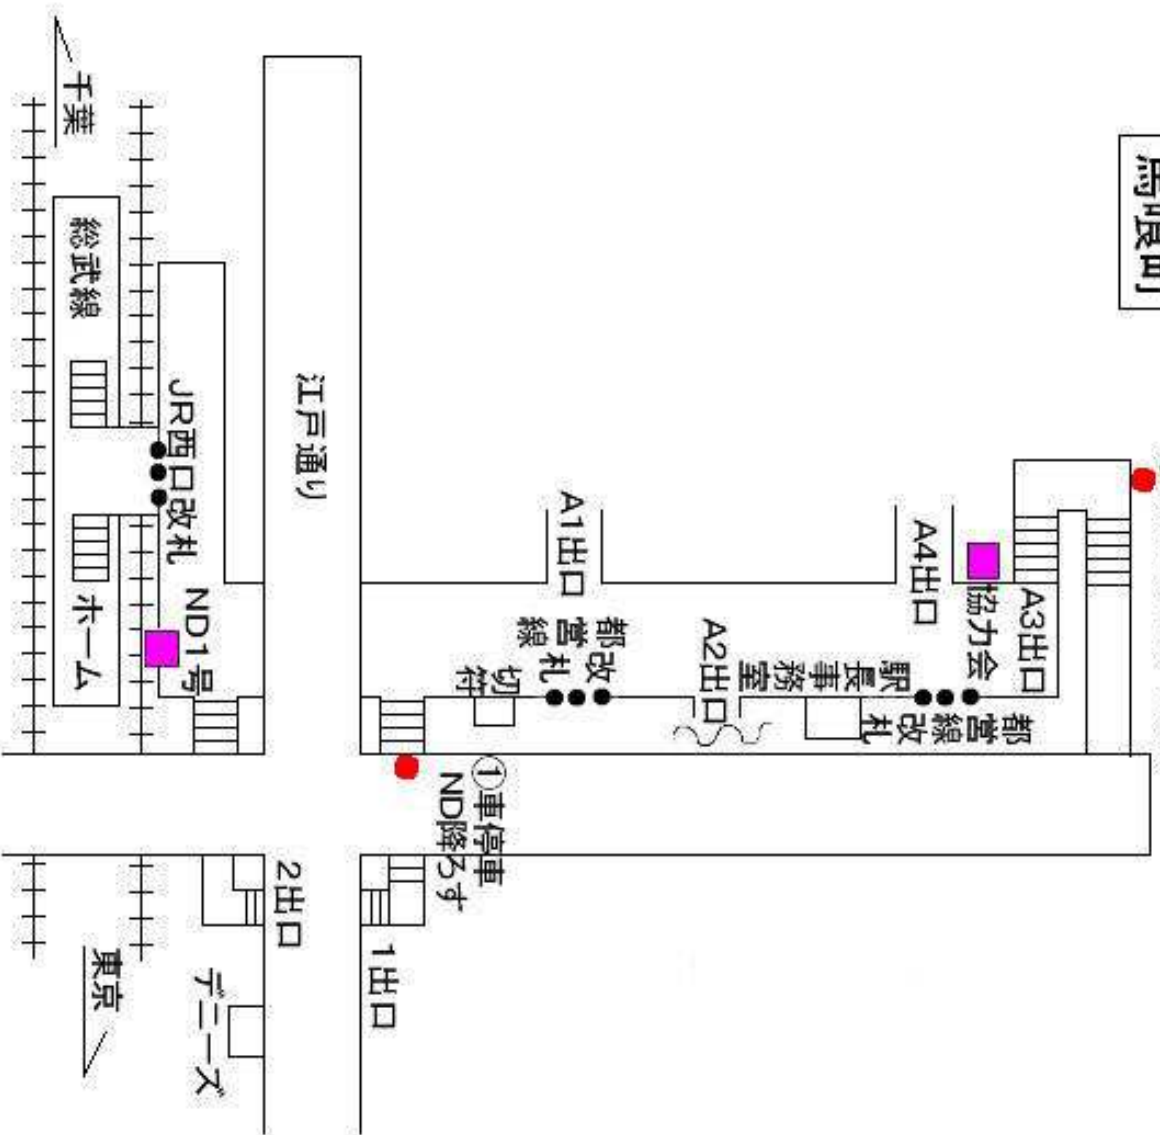 馬喰町
A3出口
協力会
都営線改札
A4出口
駅長事務室
A2出口
A1出口
都営線
改札
切符
①車停車
ND降ろす
1出口
江戸通り
2出口
デニーズ
JR西口改札
ND1号
千葉
総武線
ホーム
東京